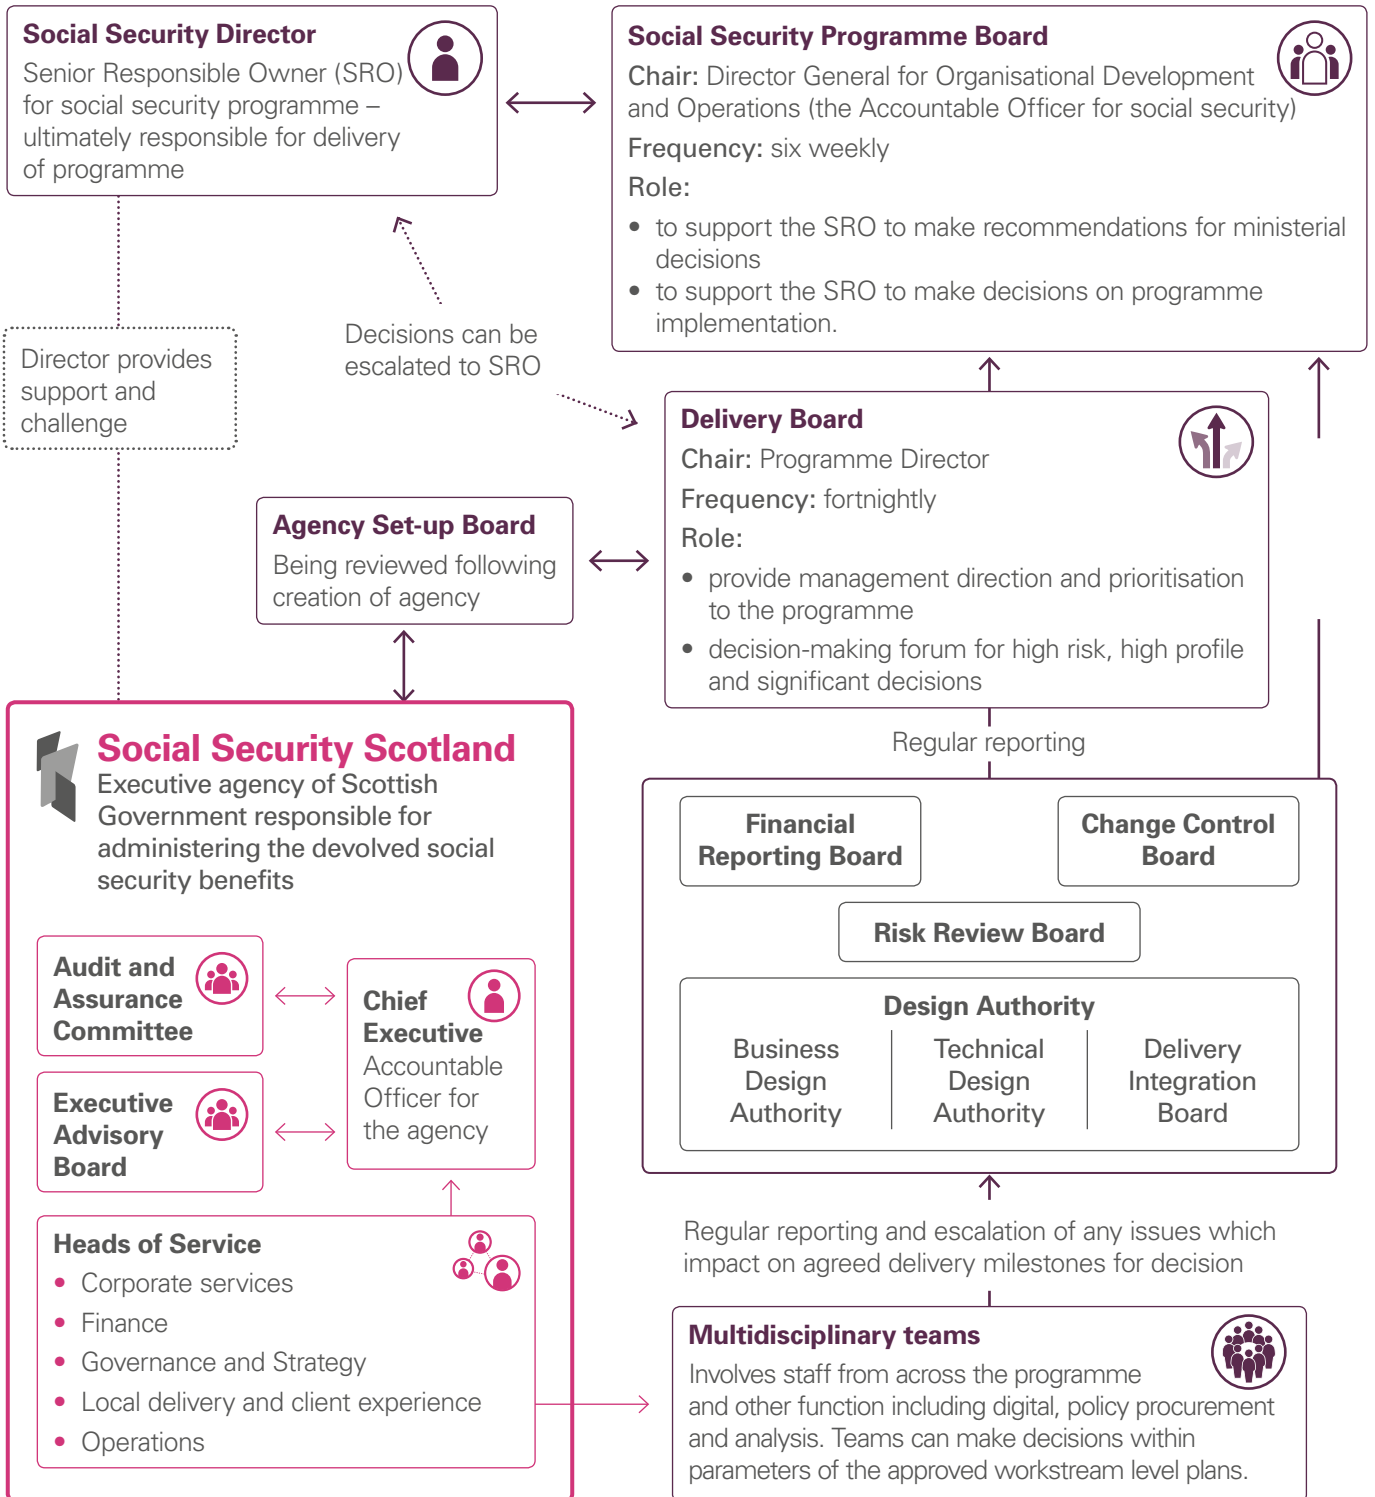 Social Security Director
Senior Responsible Owner (SRO)
for social security programme –
ultimately responsible for delivery
of programme
Social Security Programme Board
Chair: Director General for Organisational Development
and Operations (the Accountable Officer for social security)
Frequency: six weekly
Role:
• to support the SRO to make recommendations for ministerial
decisions
• to support the SRO to make decisions on programme
implementation.
Director provides
support and
challenge
Decisions can be
escalated to SRO
Delivery Board
Chair: Programme Director
Frequency: fortnightly
Role:
• provide management direction and prioritisation
to the programme
• decision-making forum for high risk, high profile
and significant decisions
Agency Set-up Board
Being reviewed following
creation of agency
Regular reporting
Social Security Scotland
Executive agency of Scottish
Government responsible for
administering the devolved social
security benefits
Audit and
Assurance
Committee
Chief
Executive
Accountable
Officer for
the agency
Executive
Advisory
Board
Heads of Service
• Corporate services
• Finance
• Governance and Strategy
• Local delivery and client experience
• Operations
Financial
Reporting Board
Change Control
Board
Risk Review Board
Design Authority
Business
Design
Authority
Technical
Design
Authority
Delivery
Integration
Board
Regular reporting and escalation of any issues which
impact on agreed delivery milestones for decision
Multidisciplinary teams
Involves staff from across the programme
and other function including digital, policy procurement
and analysis. Teams can make decisions within
parameters of the approved workstream level plans.